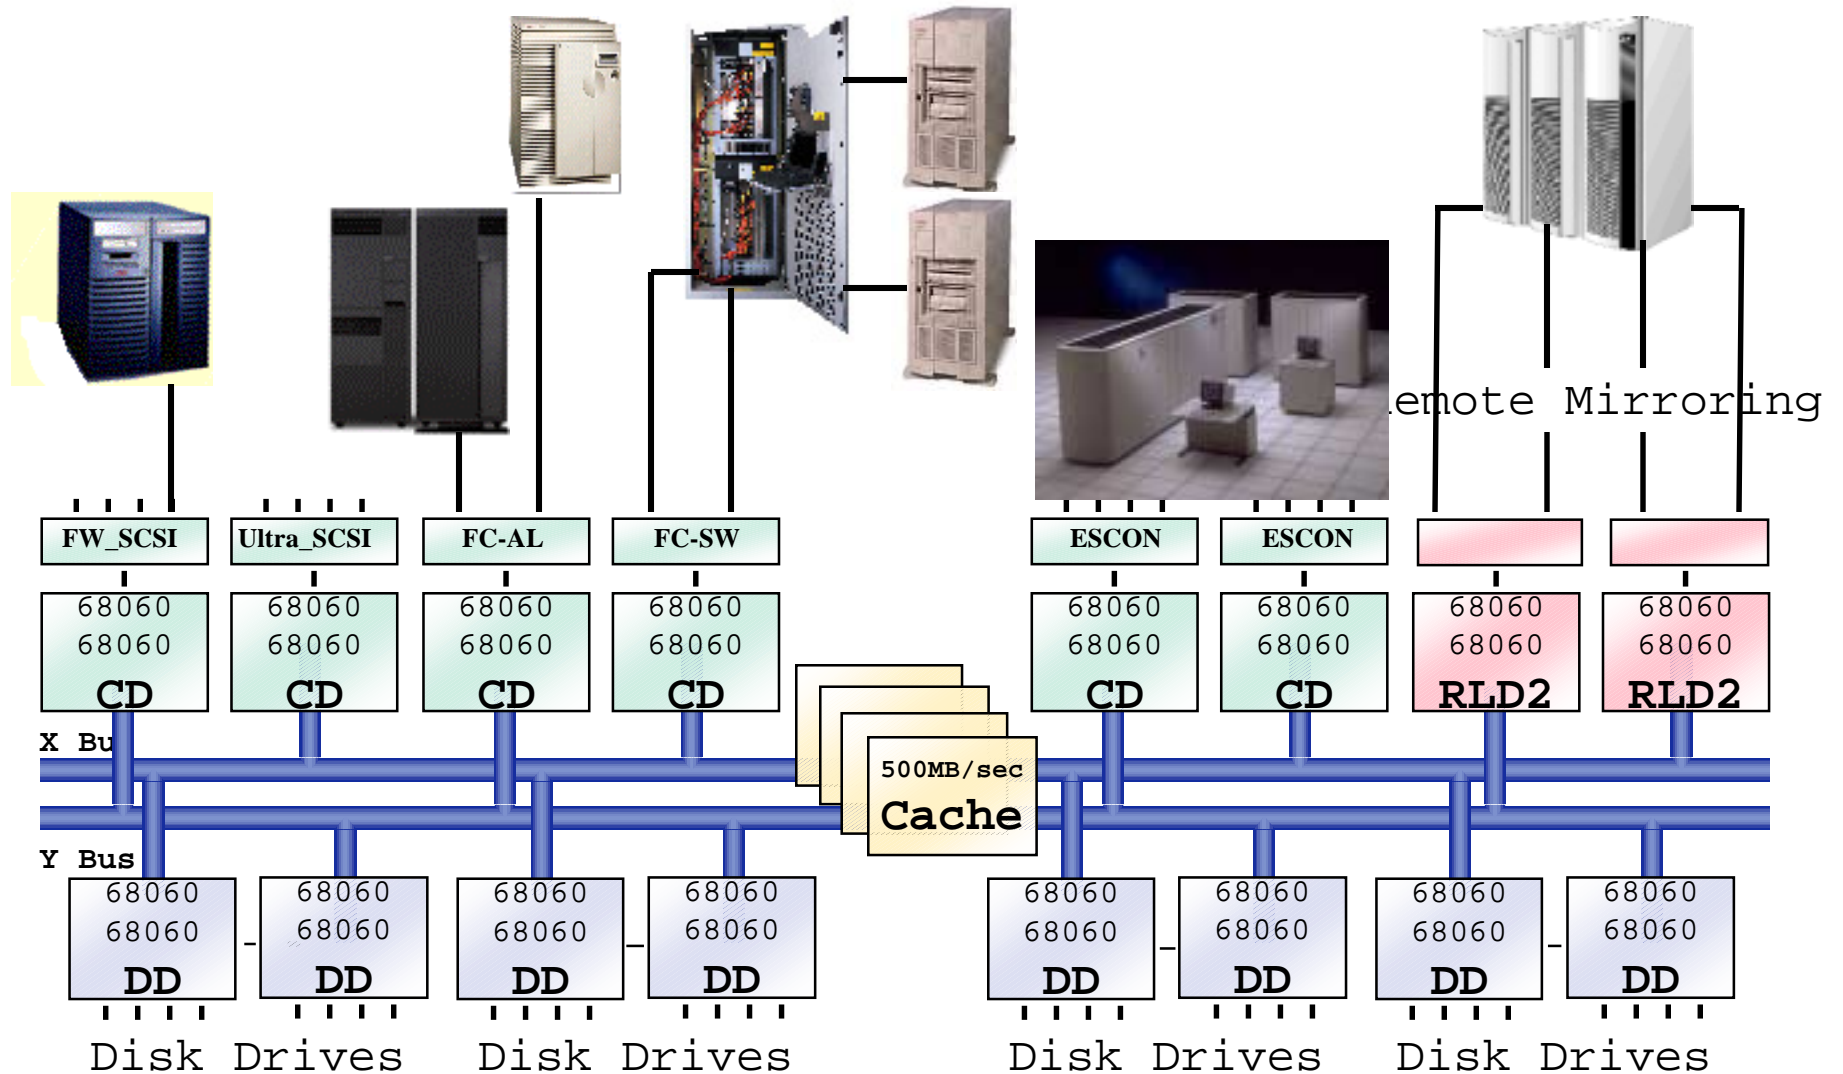 emote Mirroring
FW_SCSI Ultra_SCSI FC-AL FC-SW ESCON ESCON
68060 68060 68060 68060 68060 68060 68060 68060
68060 68060 68060 68060 68060 68060 68060 68060
CD CD CD CD CD CD RLD2 RLD2
X Bu
500MB/sec
Cache
Y Bus
68060 68060 68060 68060 68060 68060 68060 68060
68060 68060 68060 68060 68060 68060 68060 68060
DD DD DD DD DD DD DD DD
Disk Drives Disk Drives Disk Drives Disk Drives